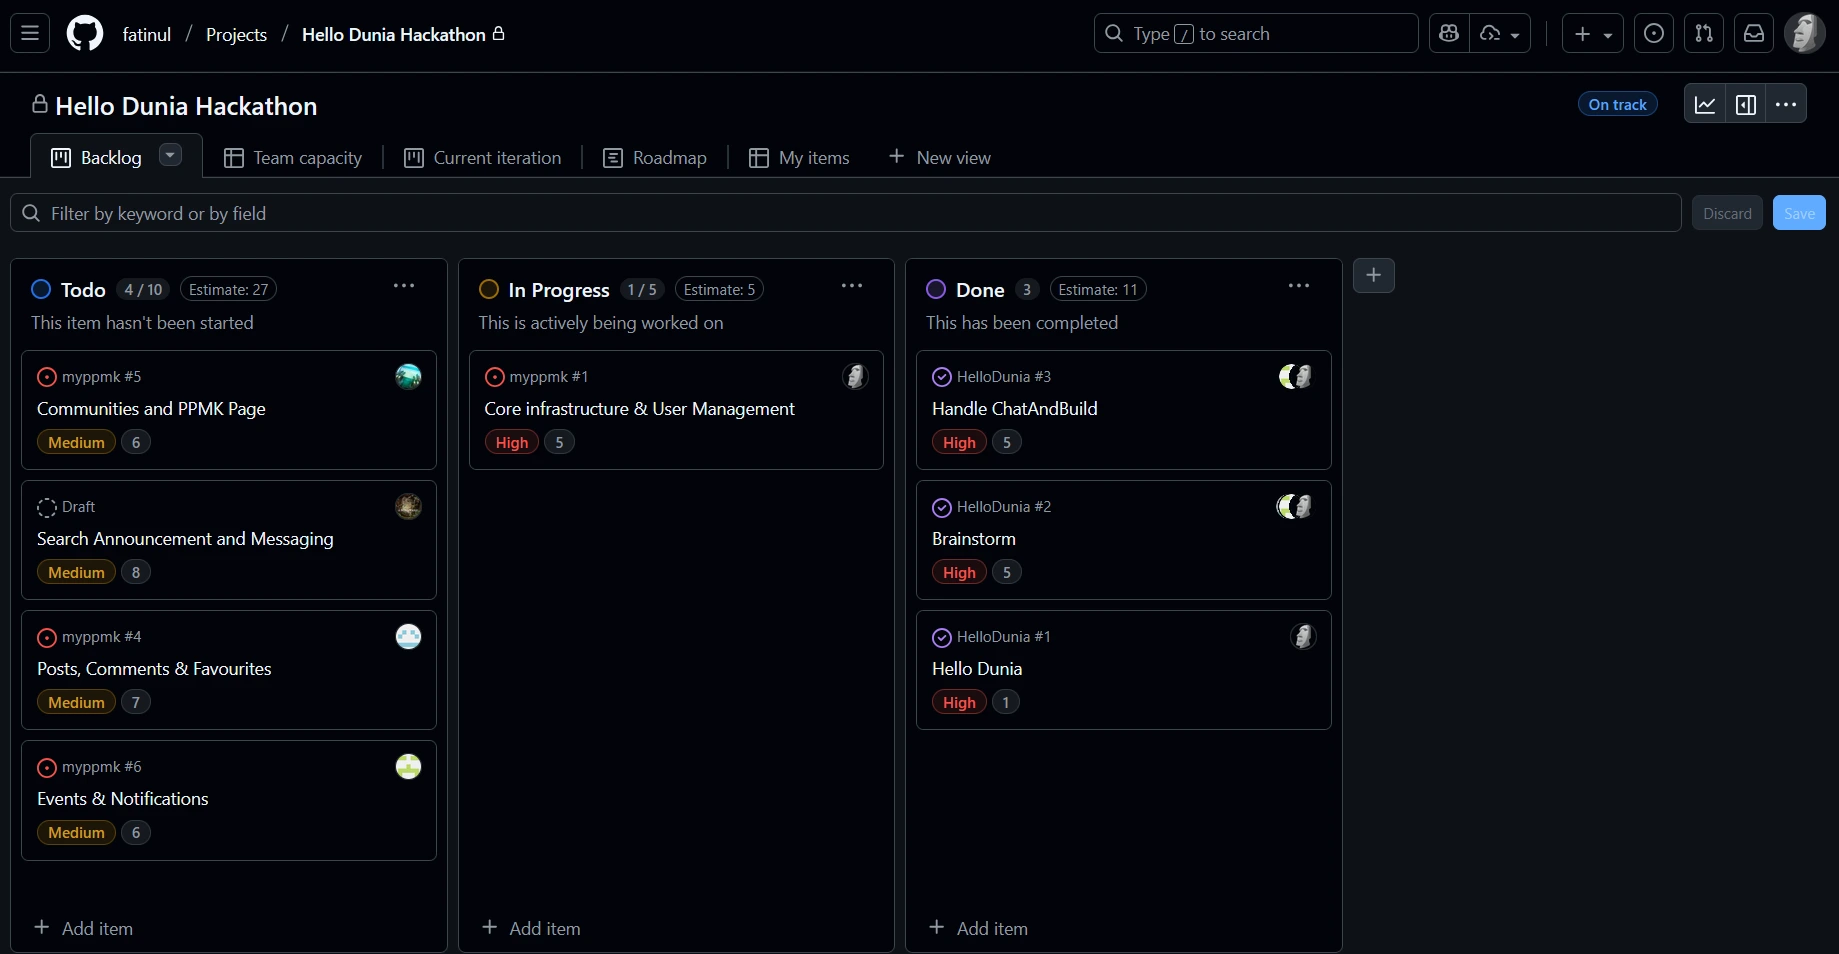 fatinul / Projects / Hello Dunia Hackathon
Type / to search
Hello Dunia Hackathon
On track
Backlog
Team capacity
Current iteration
Roadmap
My items
+ New view
Filter by keyword or by field
Discard
Save
Todo 4 / 10 Estimate: 27
This item hasn't been started
myppmk #5
Communities and PPMK Page
Medium 6
Draft
Search Announcement and Messaging
Medium 8
myppmk #4
Posts, Comments & Favourites
Medium 7
myppmk #6
Events & Notifications
Medium 6
+ Add item
In Progress 1 / 5 Estimate: 5
This is actively being worked on
myppmk #1
Core infrastructure & User Management
High 5
+ Add item
Done 3 Estimate: 11
This has been completed
HelloDunia #3
Handle ChatAndBuild
High 5
HelloDunia #2
Brainstorm
High 5
HelloDunia #1
Hello Dunia
High 1
+ Add item